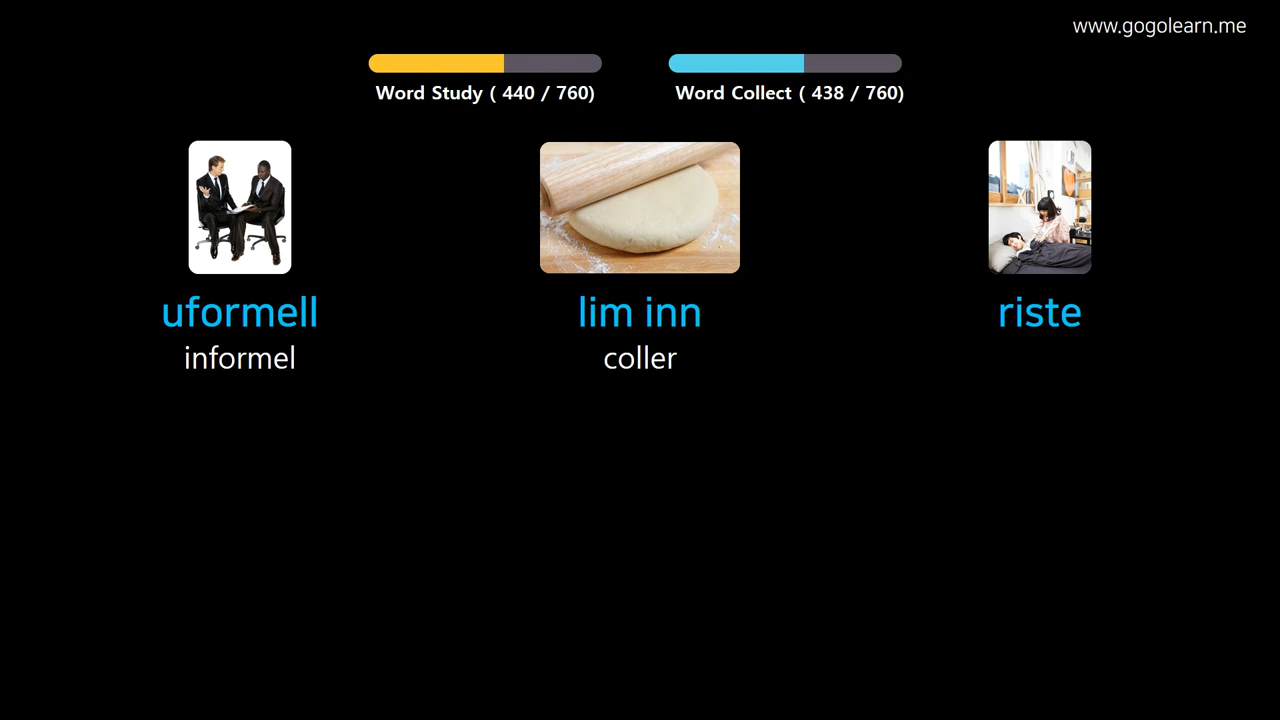 www.gogolearn.me
Word Study ( 440 / 760)
Word Collect ( 438 / 760)
uformell
lim inn
riste
informel
coller